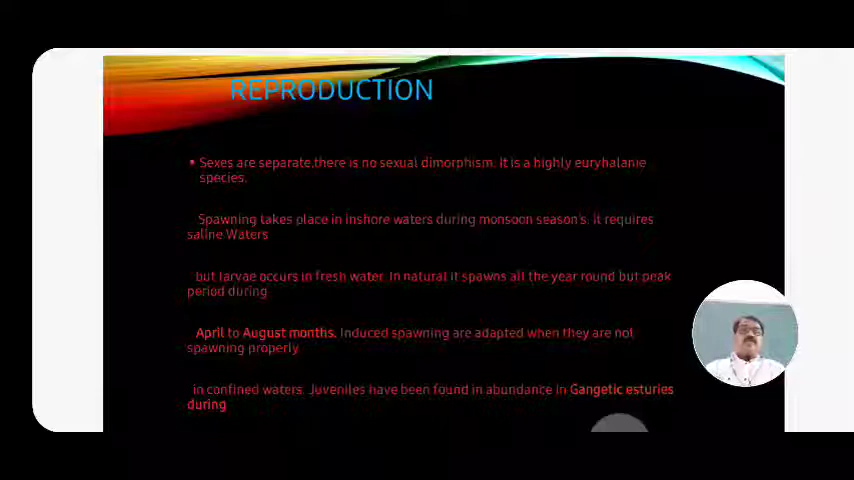 REPRODUCTION
• Sexes are separate.there is no sexual dimorphism. It is a highly euryhalanie
species.
Spawning takes place in inshore waters during monsoon season's. It requires
saline Waters
but larvae occurs in fresh water. In natural it spawns all the year round but peak
period during
April to August months. Induced spawning are adapted when they are not
spawning properly
in confined waters. Juveniles have been found in abundance in Gangetic esturies
during